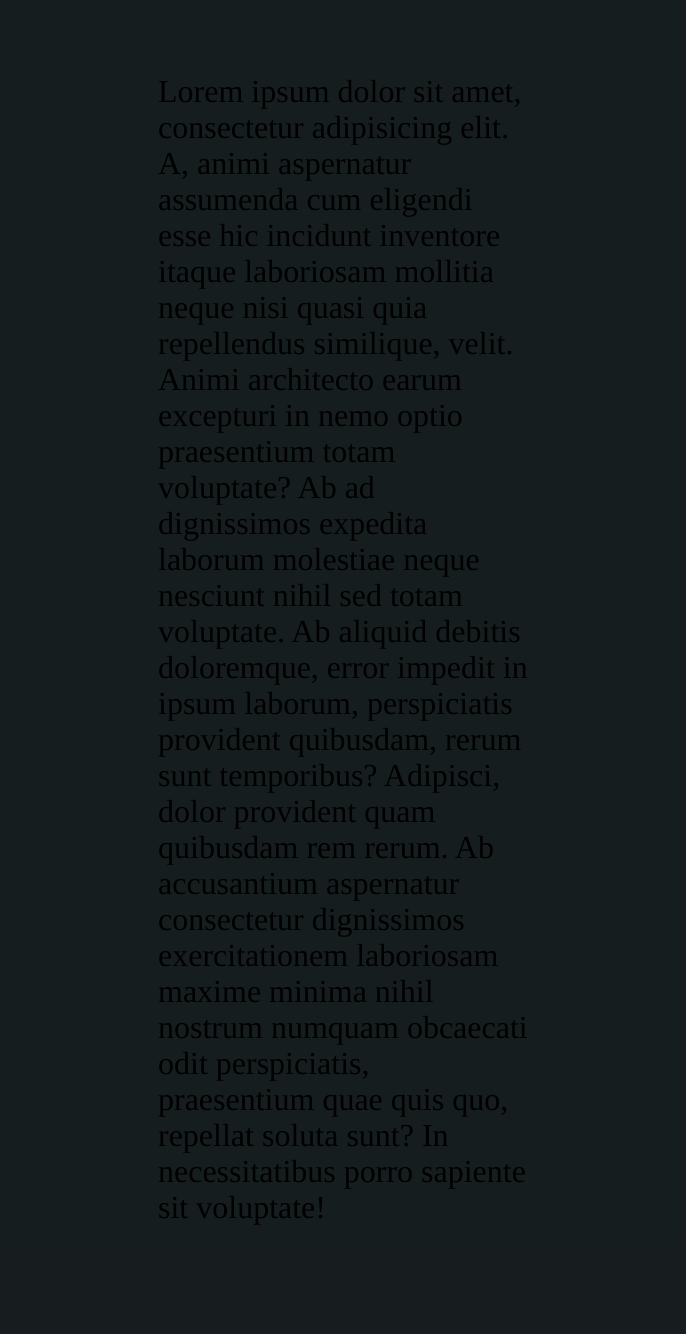 Lorem ipsum dolor sit amet,
consectetur adipisicing elit.
A, animi aspernatur
assumenda cum eligendi
esse hic incidunt inventore
itaque laboriosam mollitia
neque nisi quasi quia
repellendus similique, velit.
Animi architecto earum
excepturi in nemo optio
praesentium totam
voluptate? Ab ad
dignissimos expedita
laborum molestiae neque
nesciunt nihil sed totam
voluptate. Ab aliquid debitis
doloremque, error impedit in
ipsum laborum, perspiciatis
provident quibusdam, rerum
sunt temporibus? Adipisci,
dolor provident quam
quibusdam rem rerum. Ab
accusantium aspernatur
consectetur dignissimos
exercitationem laboriosam
maxime minima nihil
nostrum numquam obcaecati
odit perspiciatis,
praesentium quae quis quo,
repellat soluta sunt? In
necessitatibus porro sapiente
sit voluptate!